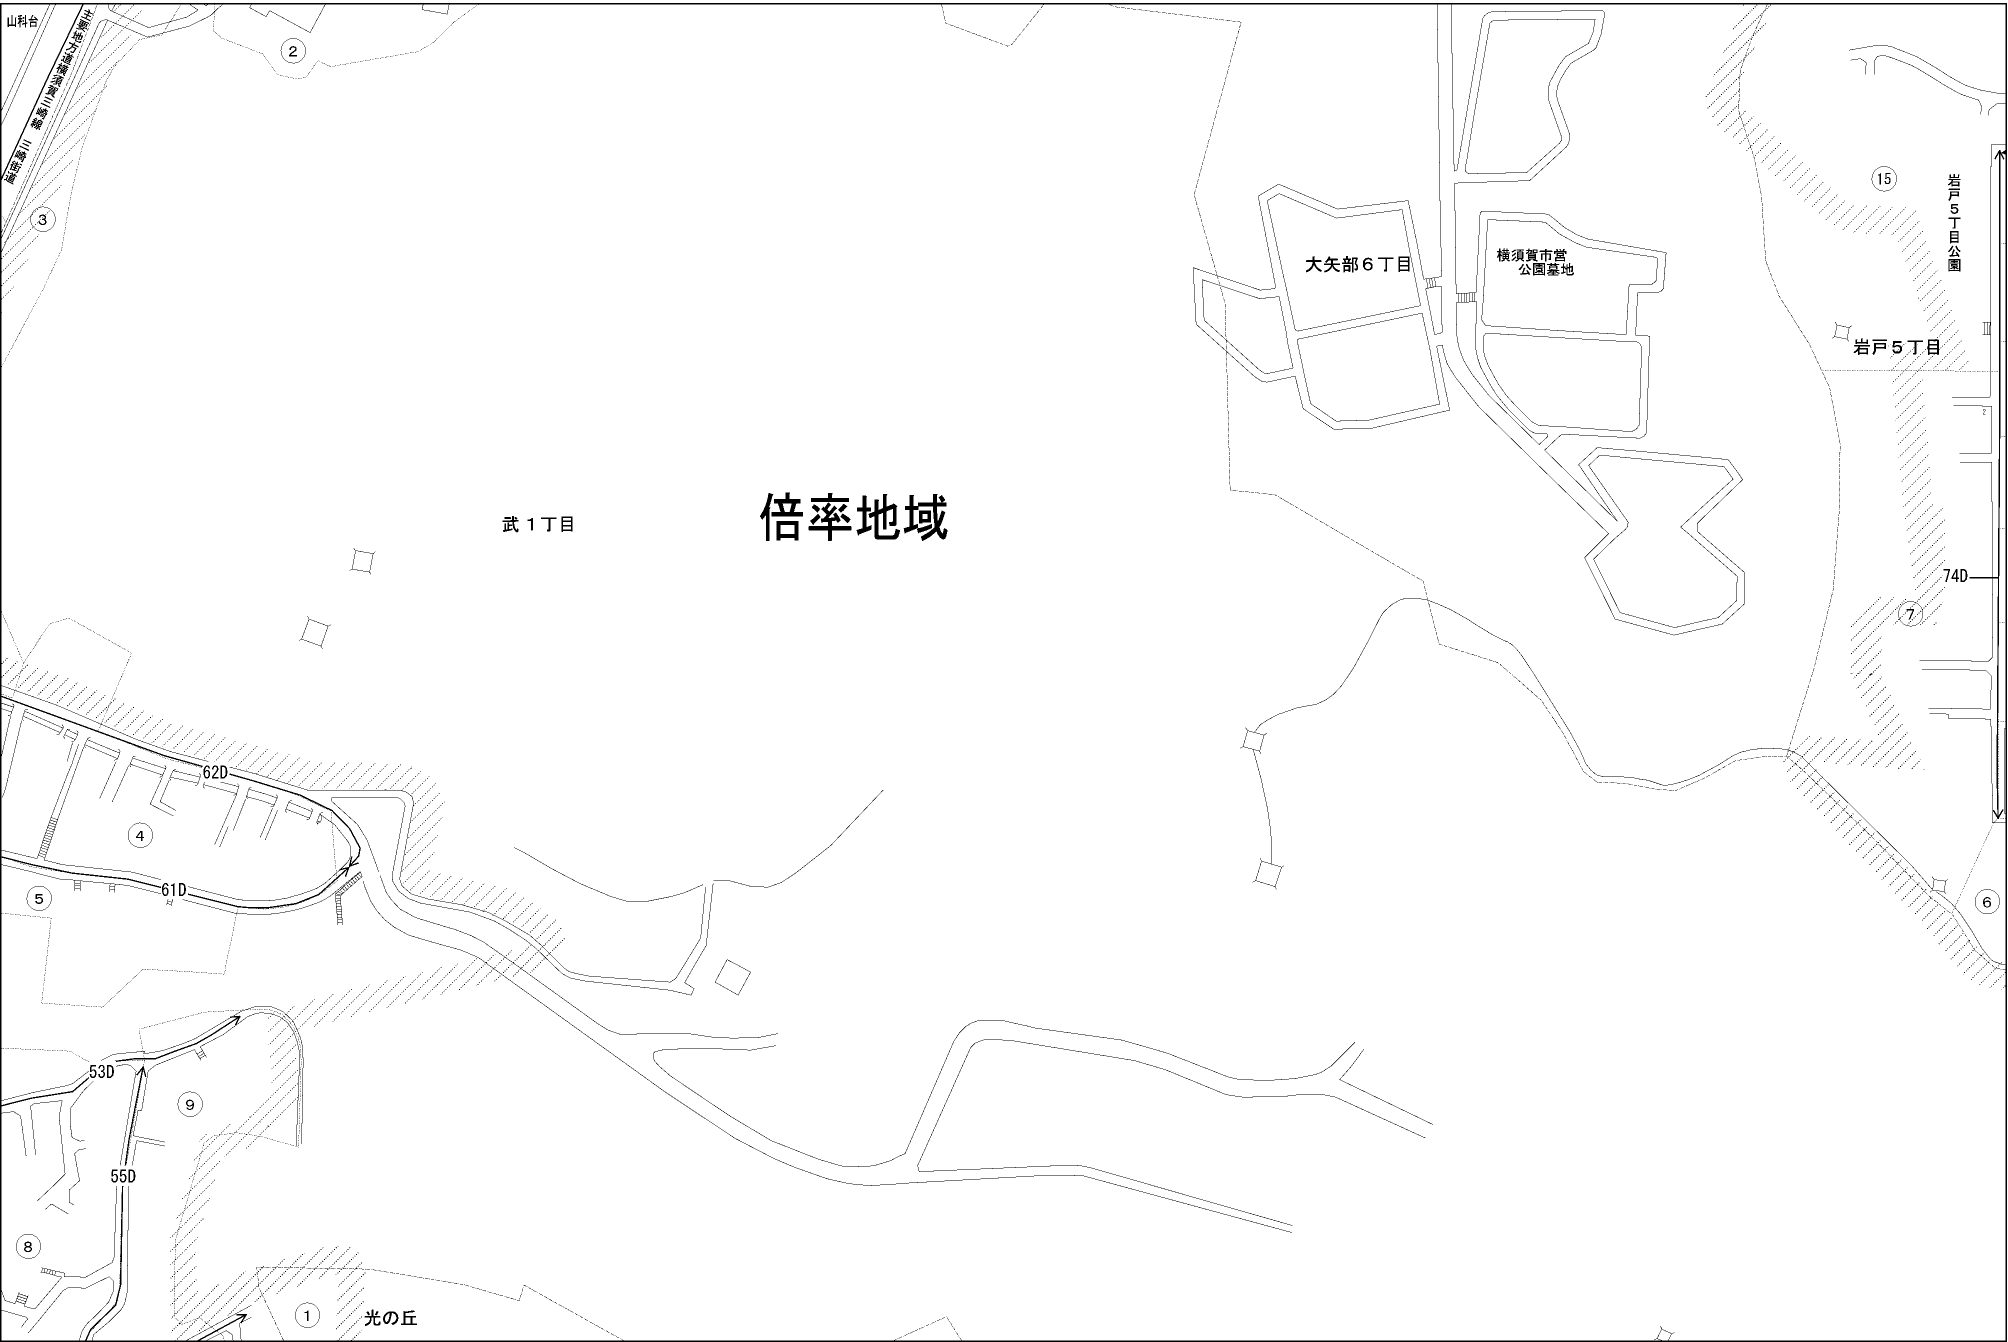 山科台
主要地方道横須賀三崎線 三崎街道
2
3
15
岩戸5丁目公園
大矢部6丁目
横須賀市営
公園墓地
岩戸5丁目
武1丁目
倍率地域
74D
7
62D
4
61D
5
6
53D
9
55D
8
1
光の丘